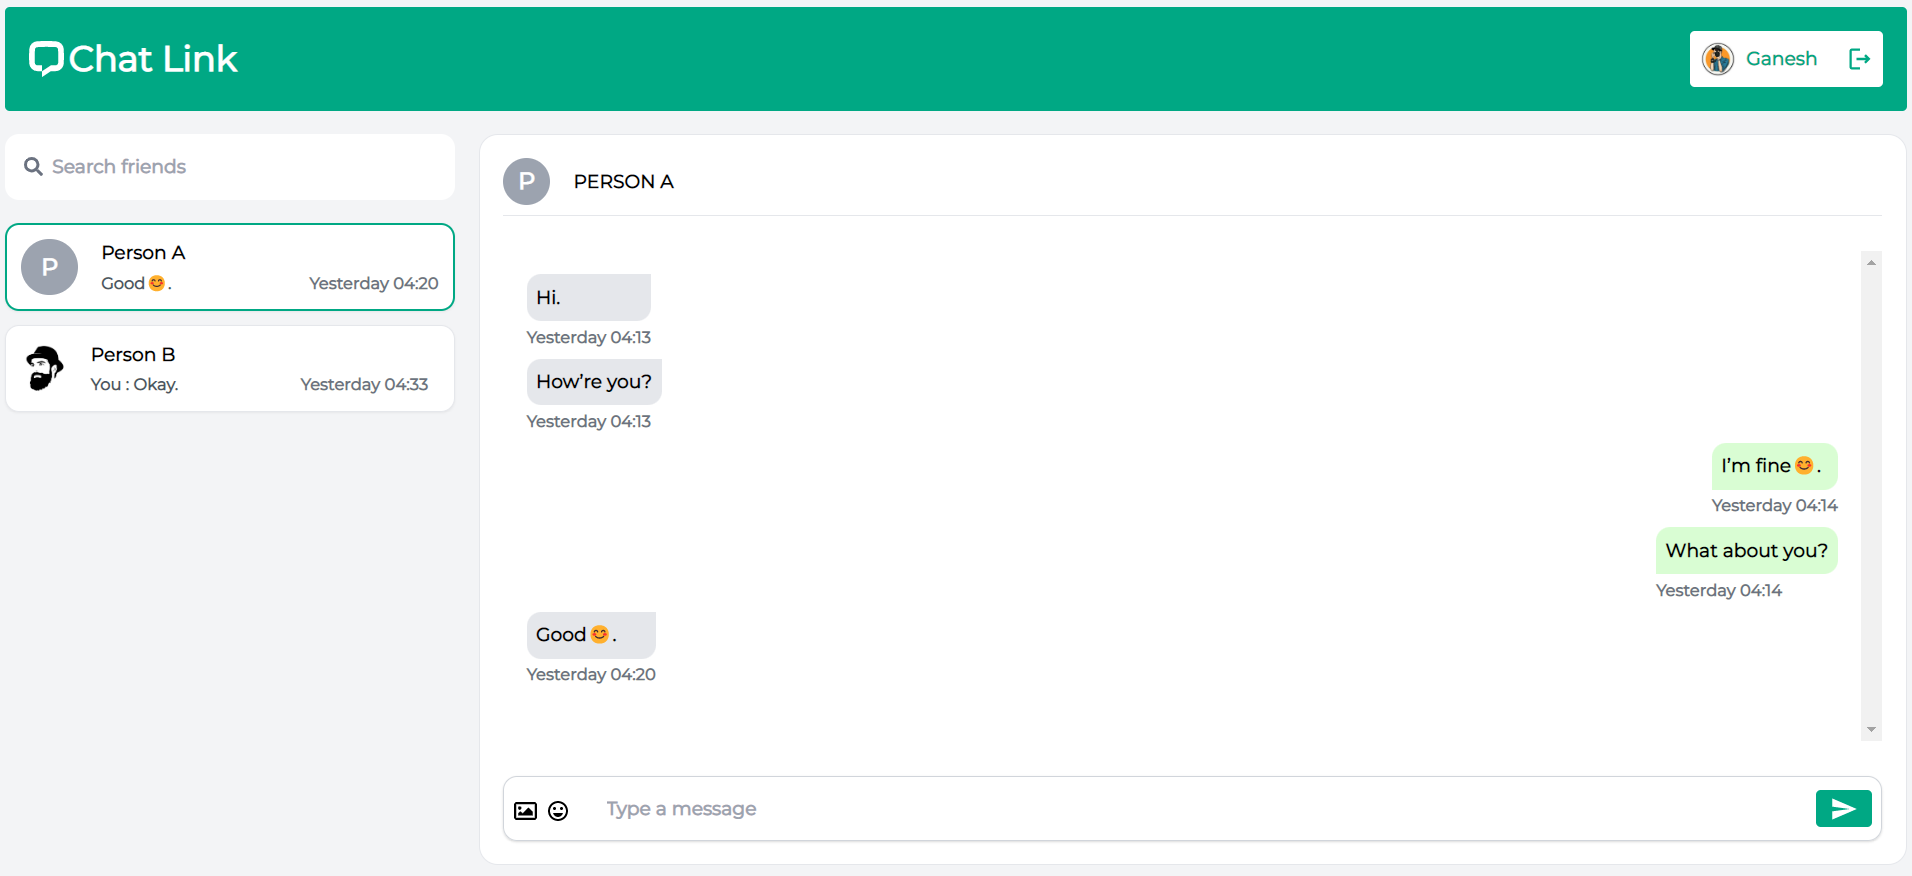 Chat Link
Ganesh
Search friends
P
Person A
Good😊.
Yesterday 04:20
Person B
You : Okay.
Yesterday 04:33
P
PERSON A
Hi.
Yesterday 04:13
How’re you?
Yesterday 04:13
I’m fine😊.
Yesterday 04:14
What about you?
Yesterday 04:14
Good😊.
Yesterday 04:20
Type a message